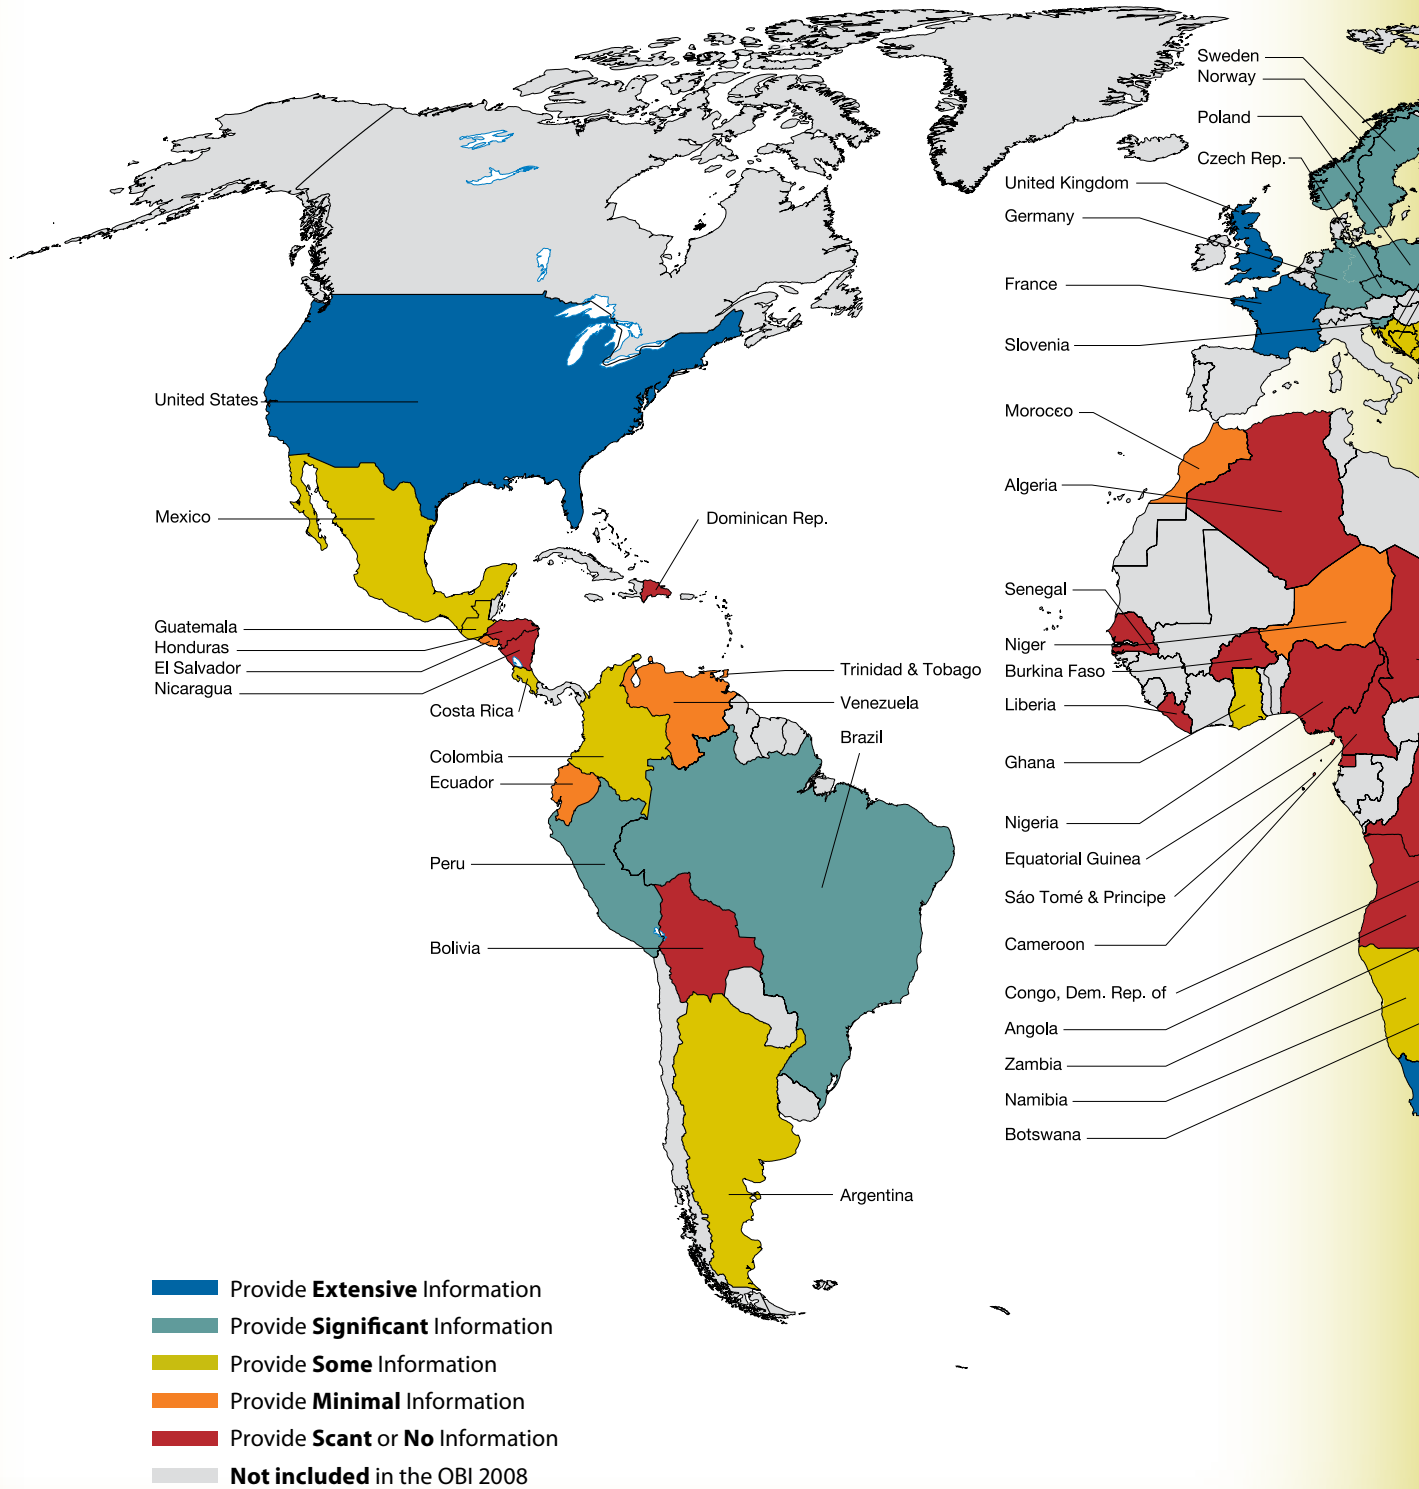 Sweden
Norway
Poland
Czech Rep.
United Kingdom
Germany
France
Slovenia
United States
Morocco
Algeria
Mexico
Dominican Rep.
Senegal
Guatemala
Honduras
El Salvador
Nicaragua
Niger
Burkina Faso
Trinidad & Tobago
Venezuela
Liberia
Costa Rica
Brazil
Colombia
Ecuador
Ghana
Nigeria
Peru
Equatorial Guinea
Sáo Tomé & Principe
Bolivia
Cameroon
Congo, Dem. Rep. of
Angola
Zambia
Namibia
Botswana
Argentina
Provide Extensive Information
Provide Significant Information
Provide Some Information
Provide Minimal Information
Provide Scant or No Information
Not included in the OBI 2008